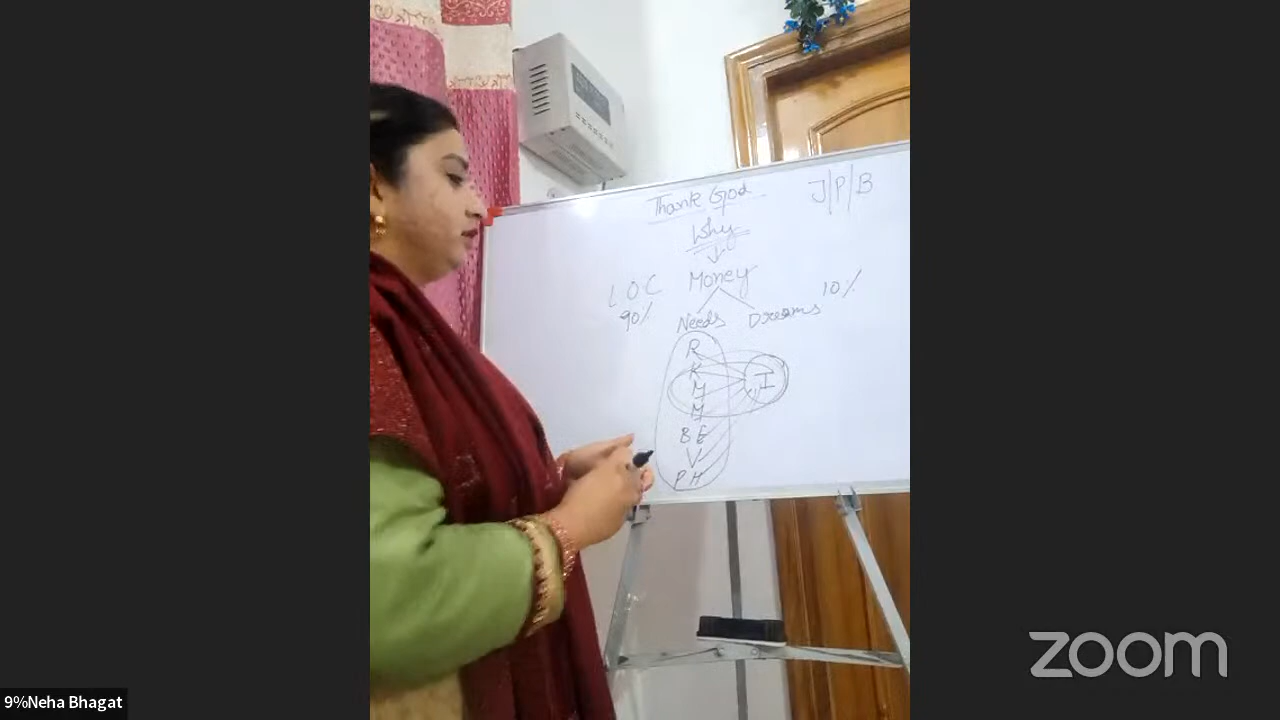 Thank God
J|P|B
Why
LOC Money
90% 10%
Needs Dreams
R
K
M I
M
B E
V
P H
zoom
9%Neha Bhagat